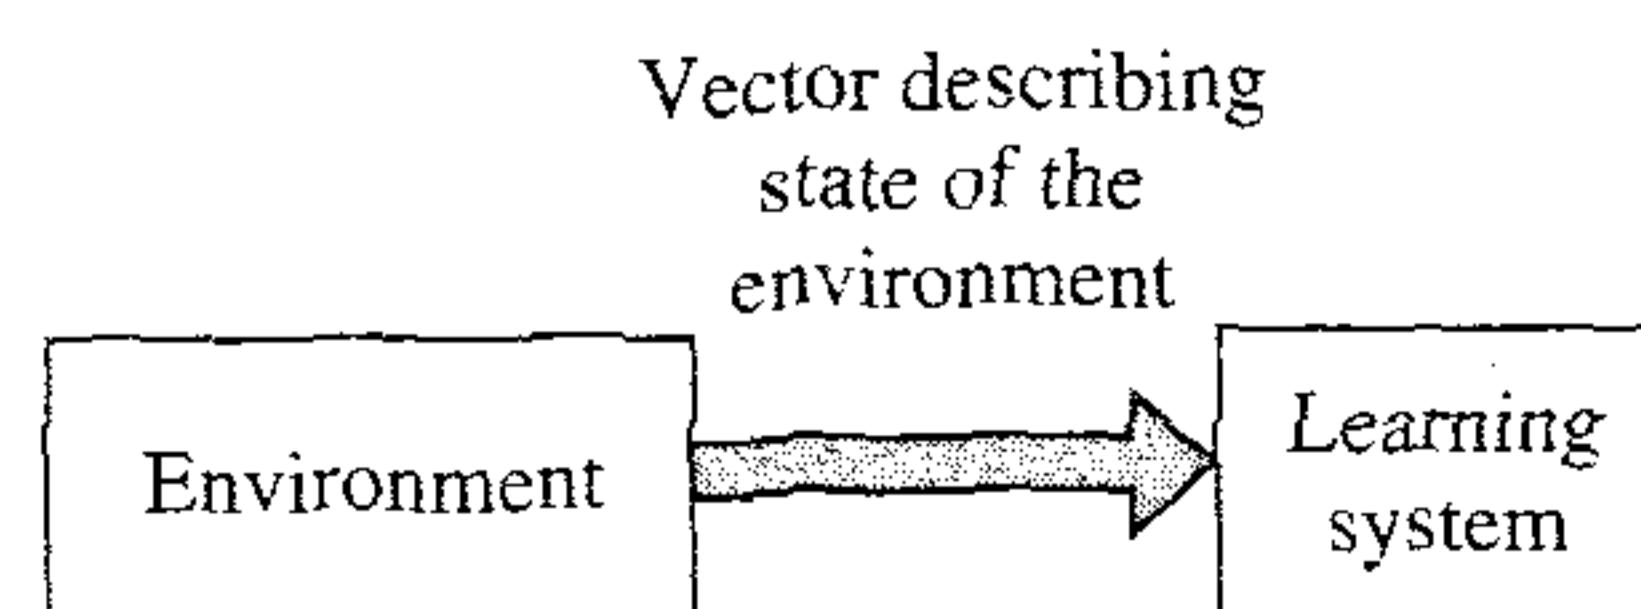 Vector describing
state of the
environment
Environment
Learning
system